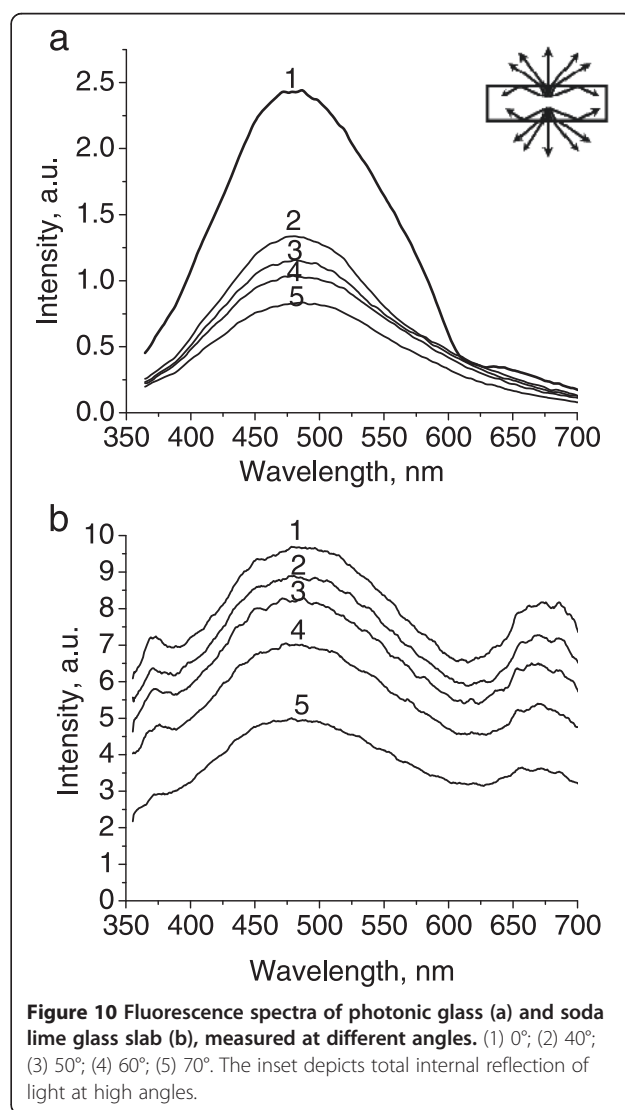 a
2.5
2.0
1.5
1.0
0.5
0.0
Intensity, a.u.
1
2
3
4
5
350 400 450 500 550 600 650 700
Wavelength, nm
b
10
9
8
7
6
5
4
3
2
1
0
Intensity, a.u.
1
2
3
4
5
350 400 450 500 550 600 650 700
Wavelength, nm
Figure 10 Fluorescence spectra of photonic glass (a) and soda
lime glass slab (b), measured at different angles. (1) 0°; (2) 40°;
(3) 50°; (4) 60°; (5) 70°. The inset depicts total internal reflection of
light at high angles.